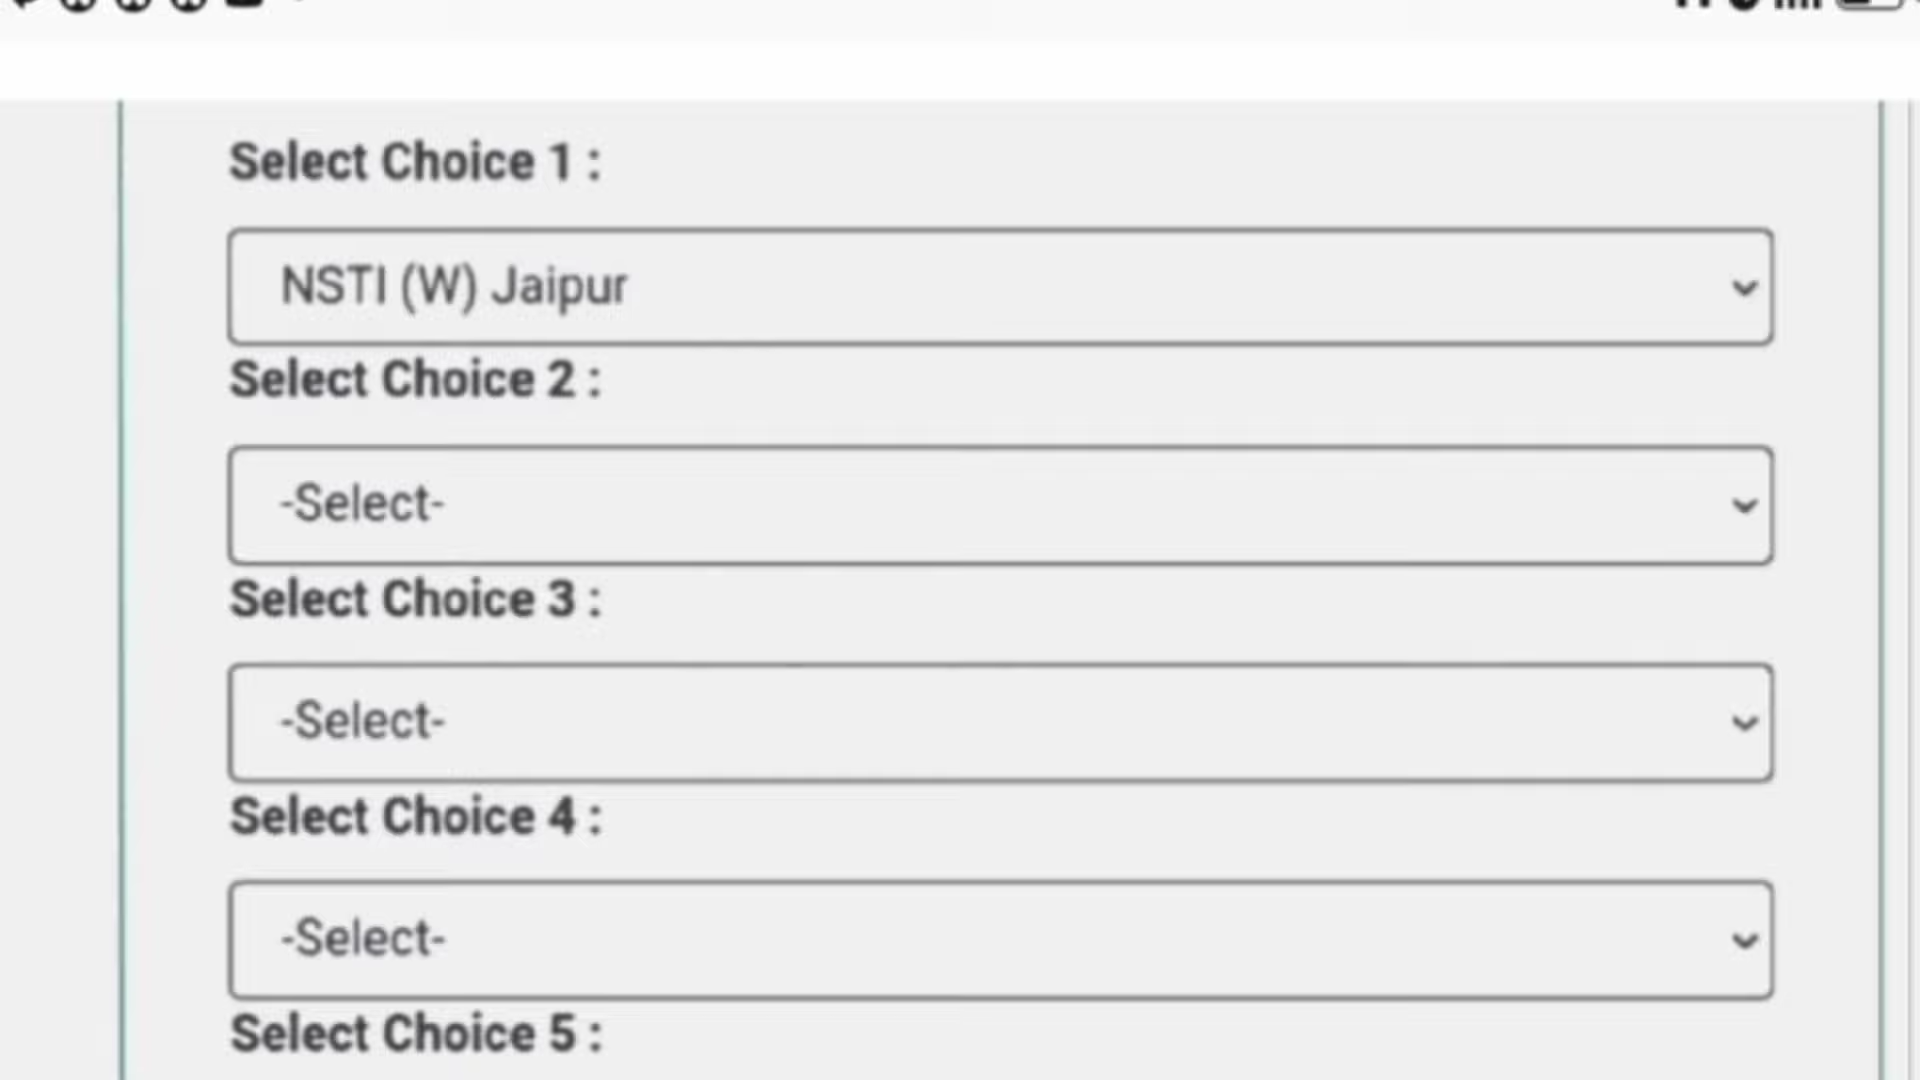 Select Choice 1 :
NSTI (W) Jaipur
Select Choice 2 :
-Select-
Select Choice 3 :
-Select-
Select Choice 4 :
-Select-
Select Choice 5 :